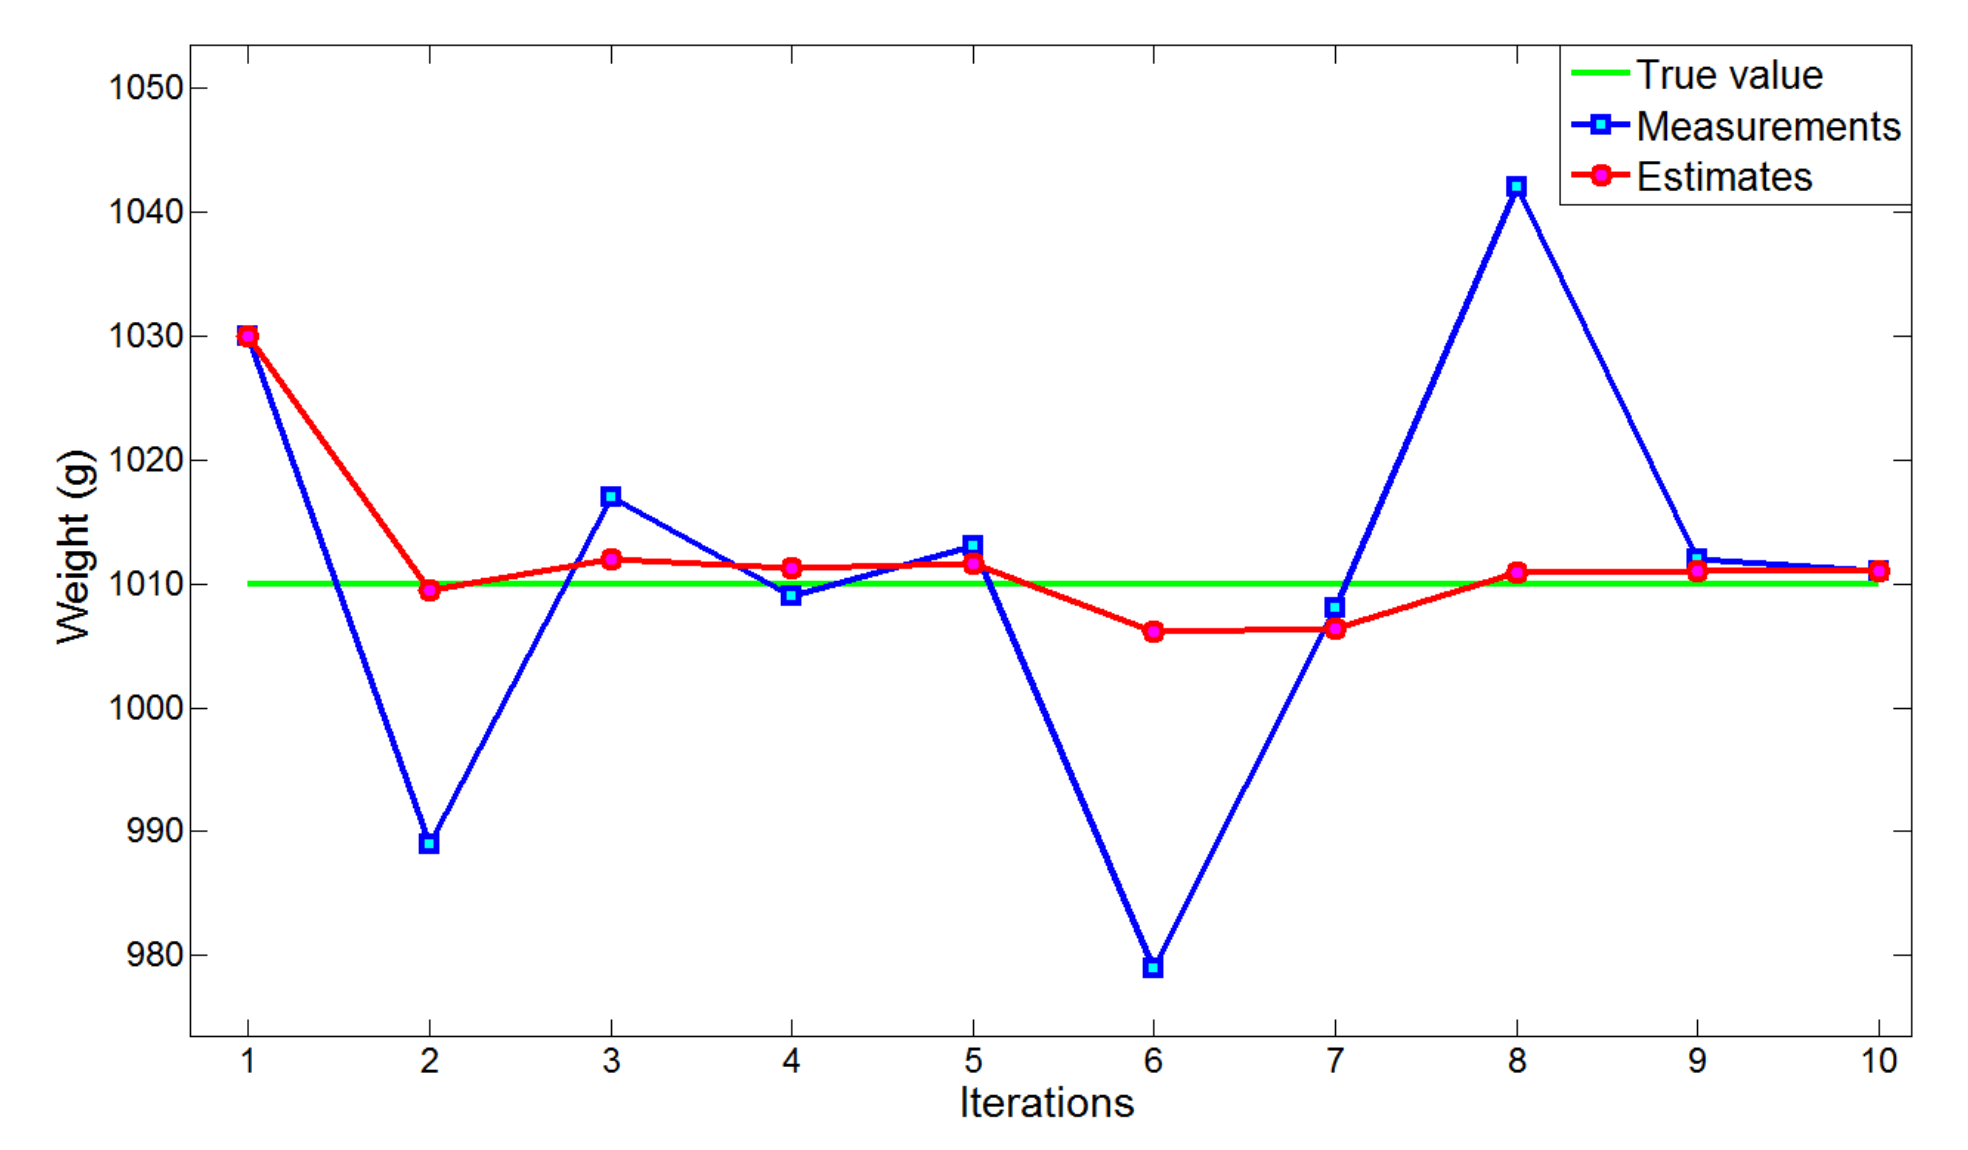 True value
Measurements
Estimates
1050
1040
1030
1020
1010
1000
990
980
Weight (g)
1 2 3 4 5 6 7 8 9 10
Iterations